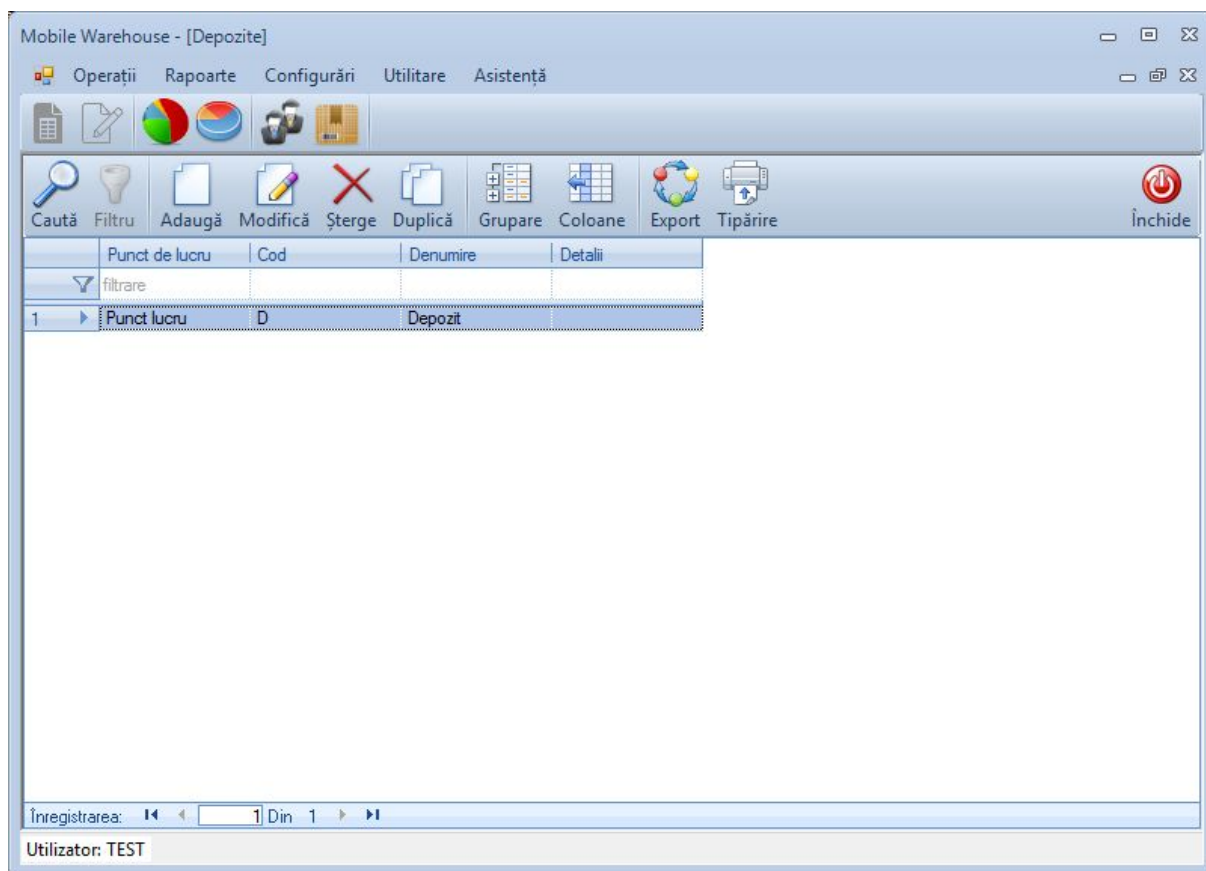 Mobile Warehouse - [Depozite]
Operații Rapoarte Configurări Utilitare Asistență
Caută Filtru Adaugă Modifică Șterge Duplică Grupare Coloane Export Tipărire Închide
Punct de lucru Cod Denumire Detalii
filtrare
1 Punct lucru D Depozit
Înregistrarea: 1 Din 1
Utilizator: TEST